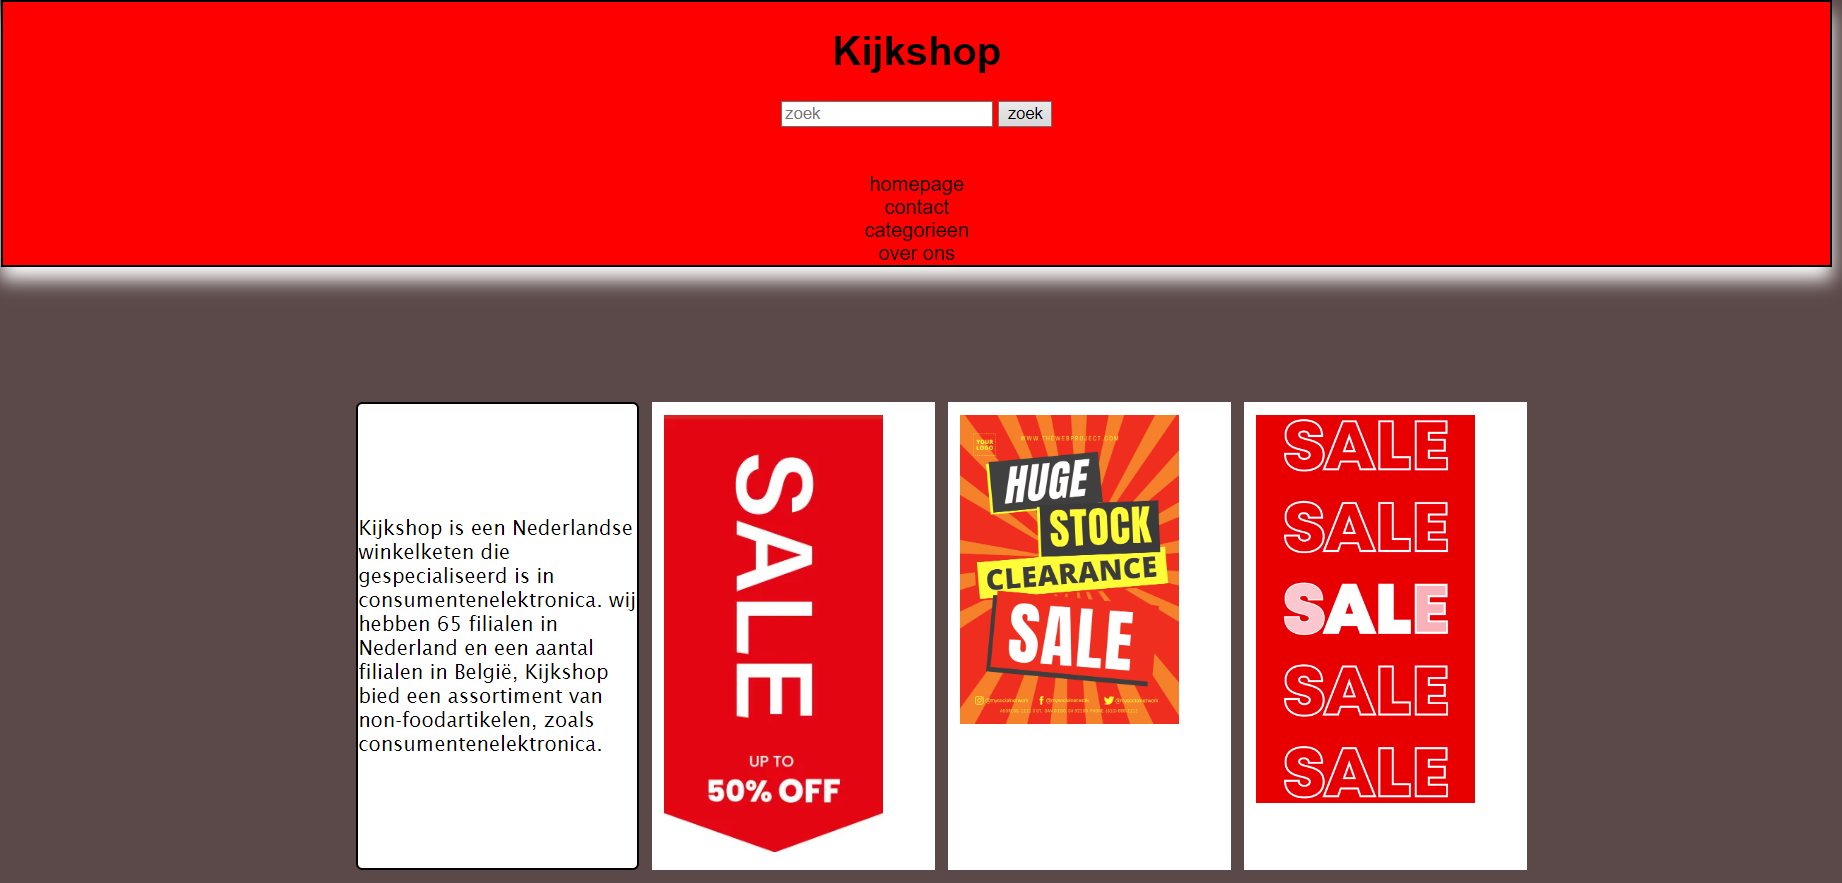 Kijkshop
zoek
zoek
homepage
contact
categorieen
over ons
Kijkshop is een Nederlandse
winkelketen die
gespecialiseerd is in
consumentenelektronica. wij
hebben 65 filialen in
Nederland en een aantal
filialen in België, Kijkshop
bied een assortiment van
non-foodartikelen, zoals
consumentenelektronica.
SALE
UP TO
50% OFF
YOUR
LOGO
WWW.THEWEBPROJECT.COM
HUGE
STOCK
CLEARANCE
SALE
SALE
SALE
SALE
SALE
SALE